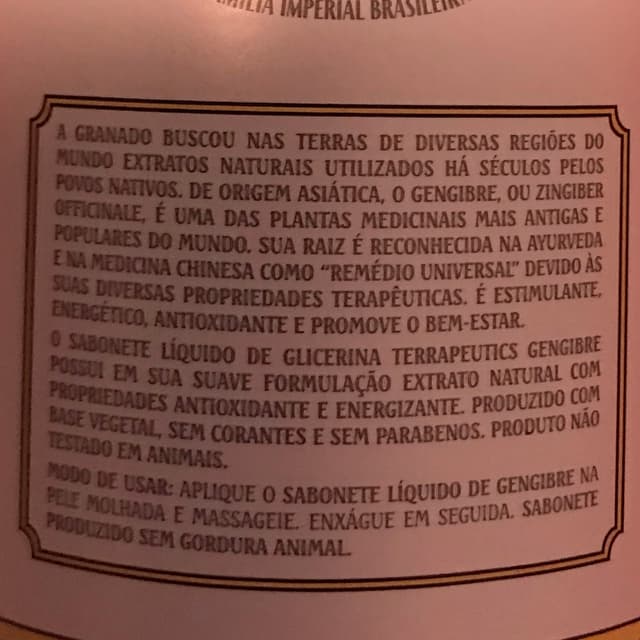 IMPERIAL BRASILEIRA
A GRANADO BUSCOU NAS TERRAS DE DIVERSAS REGIÕES DO
MUNDO EXTRATOS NATURAIS UTILIZADOS HÁ SÉCULOS PELOS
POVOS NATIVOS. DE ORIGEM ASIÁTICA, O GENGIBRE, OU ZINGIBER
OFFICINALE, É UMA DAS PLANTAS MEDICINAIS MAIS ANTIGAS E
POPULARES DO MUNDO. SUA RAIZ É RECONHECIDA NA AYURVEDA
E NA MEDICINA CHINESA COMO "REMÉDIO UNIVERSAL" DEVIDO ÀS
SUAS DIVERSAS PROPRIEDADES TERAPÊUTICAS. É ESTIMULANTE,
ENERGÉTICO, ANTIOXIDANTE E PROMOVE O BEM-ESTAR.
O SABONETE LÍQUIDO DE GLICERINA TERRAPEUTICS GENGIBRE
POSSUI EM SUA SUAVE FORMULAÇÃO EXTRATO NATURAL COM
PROPRIEDADES ANTIOXIDANTE E ENERGIZANTE. PRODUZIDO COM
BASE VEGETAL, SEM CORANTES E SEM PARABENOS. PRODUTO NÃO
TESTADO EM ANIMAIS.
MODO DE USAR: APLIQUE O SABONETE LÍQUIDO DE GENGIBRE NA
PELE MOLHADA E MASSAGEIE. ENXÁGUE EM SEGUIDA. SABONETE
PRODUZIDO SEM GORDURA ANIMAL.